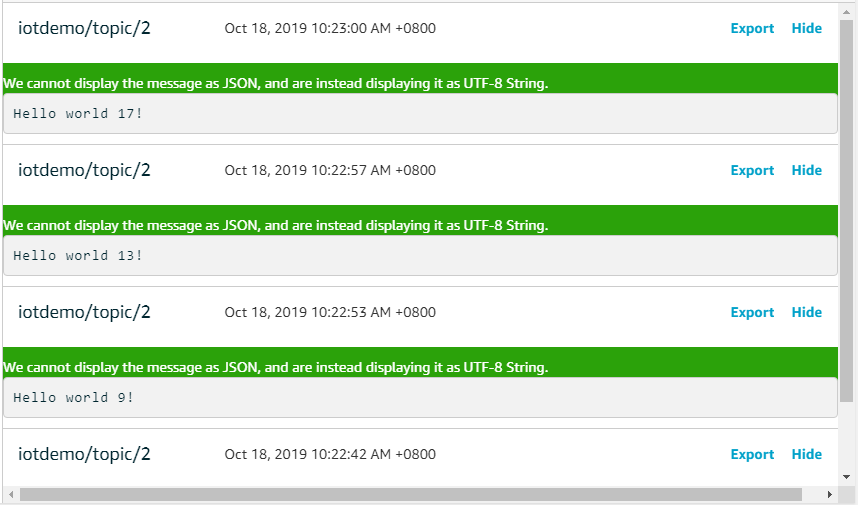 iotdemo/topic/2 Oct 18, 2019 10:23:00 AM +0800 Export Hide
We cannot display the message as JSON, and are instead displaying it as UTF-8 String.
Hello world 17!
iotdemo/topic/2 Oct 18, 2019 10:22:57 AM +0800 Export Hide
We cannot display the message as JSON, and are instead displaying it as UTF-8 String.
Hello world 13!
iotdemo/topic/2 Oct 18, 2019 10:22:53 AM +0800 Export Hide
We cannot display the message as JSON, and are instead displaying it as UTF-8 String.
Hello world 9!
iotdemo/topic/2 Oct 18, 2019 10:22:42 AM +0800 Export Hide